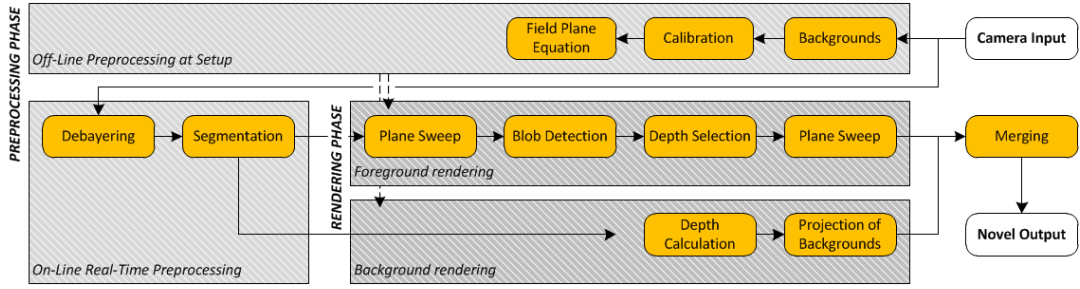 PREPROCESSING PHASE
Field Plane
Equation
Calibration
Backgrounds
Camera Input
Off-Line Preprocessing at Setup
Debayering
Segmentation
On-Line Real-Time Preprocessing
RENDERING PHASE
Plane Sweep
Blob Detection
Depth Selection
Plane Sweep
Merging
Foreground rendering
Depth
Calculation
Projection of
Backgrounds
Novel Output
Background rendering